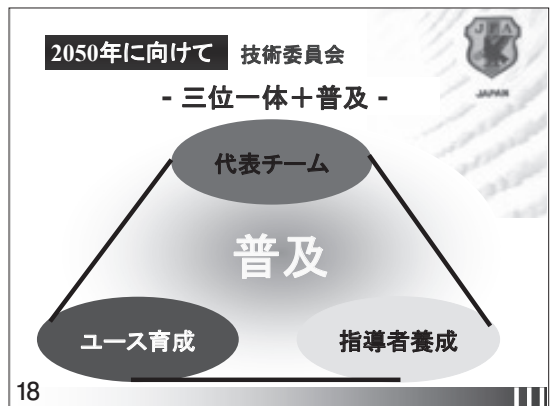 2050年に向けて 技術委員会
JFA
JAPAN
- 三位一体＋普及 -
代表チーム
普及
ユース育成 指導者養成
18